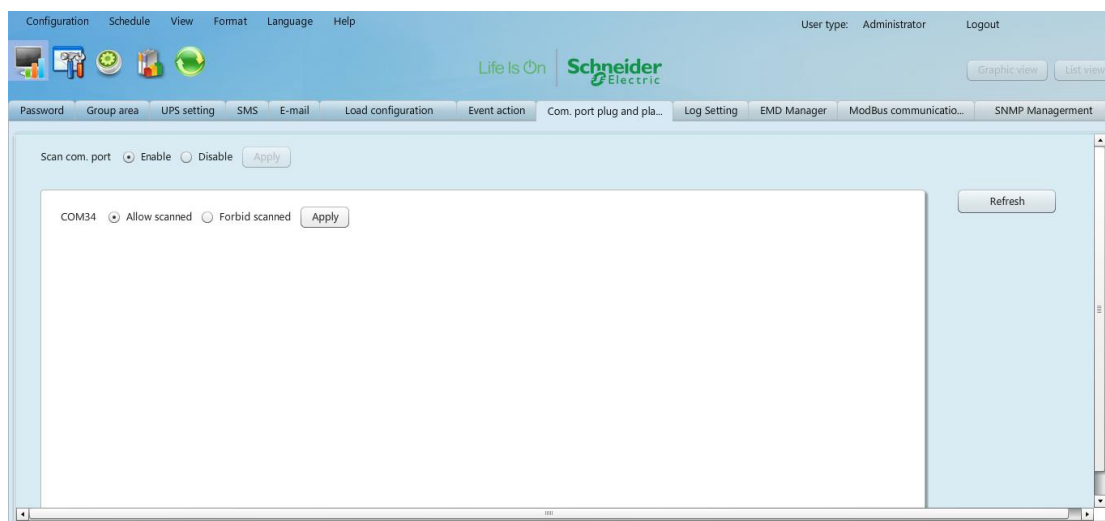 Configuration Schedule View Format Language Help User type: Administrator Logout
Life Is On Schneider Electric
Graphic view List view
Password Group area UPS setting SMS E-mail Load configuration Event action Com. port plug and pla... Log Setting EMD Manager ModBus communicatio... SNMP Managerment
Scan com. port Enable Disable Apply
COM34 Allow scanned Forbid scanned Apply
Refresh